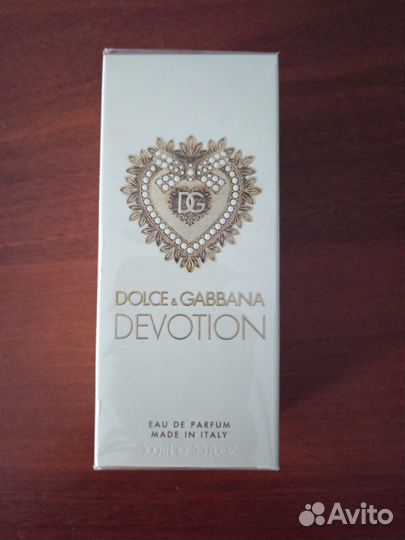 DG
DOLCE & GABBANA
DEVOTION
EAU DE PARFUM
MADE IN ITALY
100ml ℮ 3.3 FL.OZ.
Avito